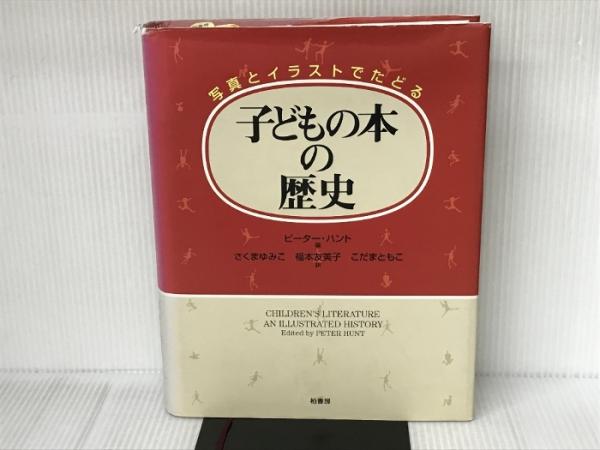 写真とイラストでたどる
子どもの本
の
歴史
ピーター・ハント
編
さくまゆみこ 福本友美子 こだまともこ
訳
CHILDREN'S LITERATURE
AN ILLUSTRATED HISTORY
Edited by PETER HUNT
柏書房